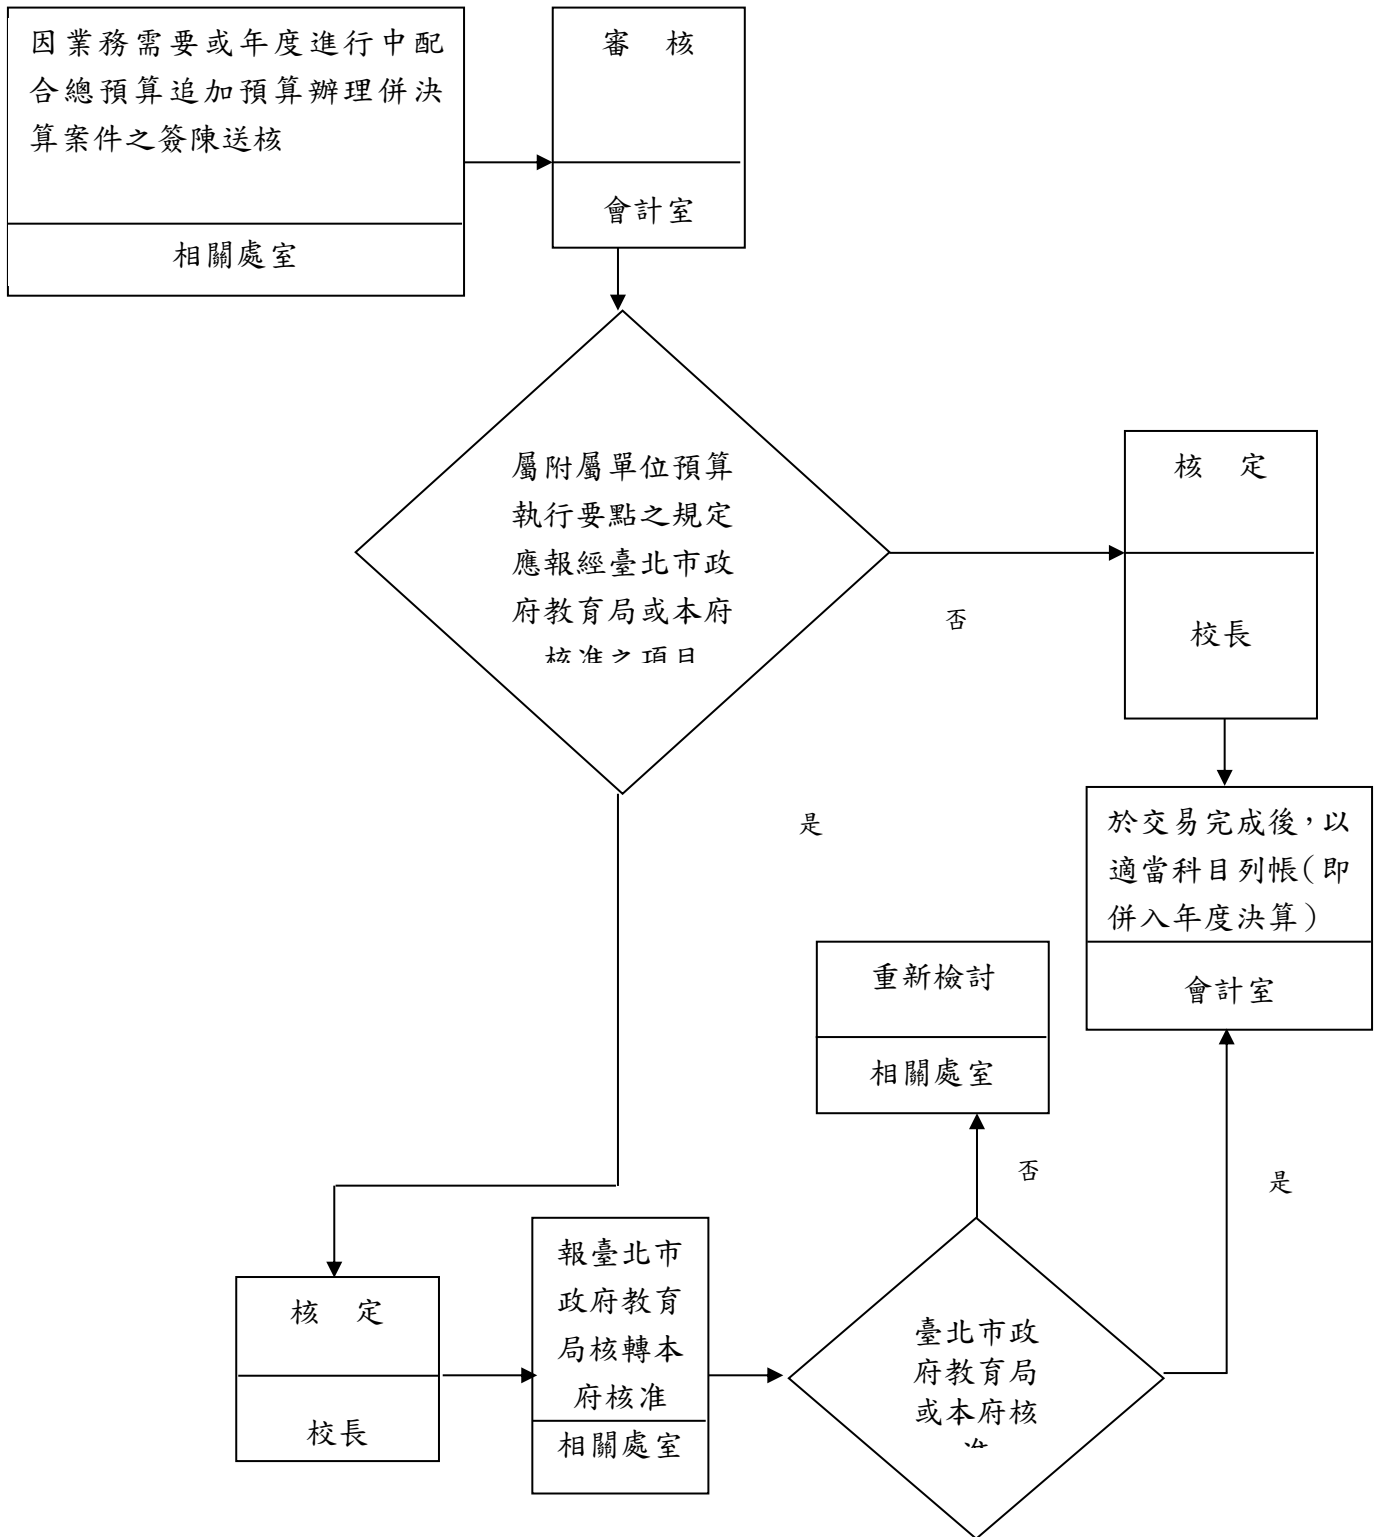 因業務需要或年度進行中配
合總預算追加預算辦理併決
算案件之簽陳送核
相關處室
審　核
會計室
屬附屬單位預算
執行要點之規定
應報經臺北市政
府教育局或本府
核准之項目
否
核　定
校長
是
於交易完成後，以
適當科目列帳（即
併入年度決算）
會計室
重新檢討
相關處室
否
是
核　定
校長
報臺北市
政府教育
局核轉本
府核准
相關處室
臺北市政
府教育局
或本府核